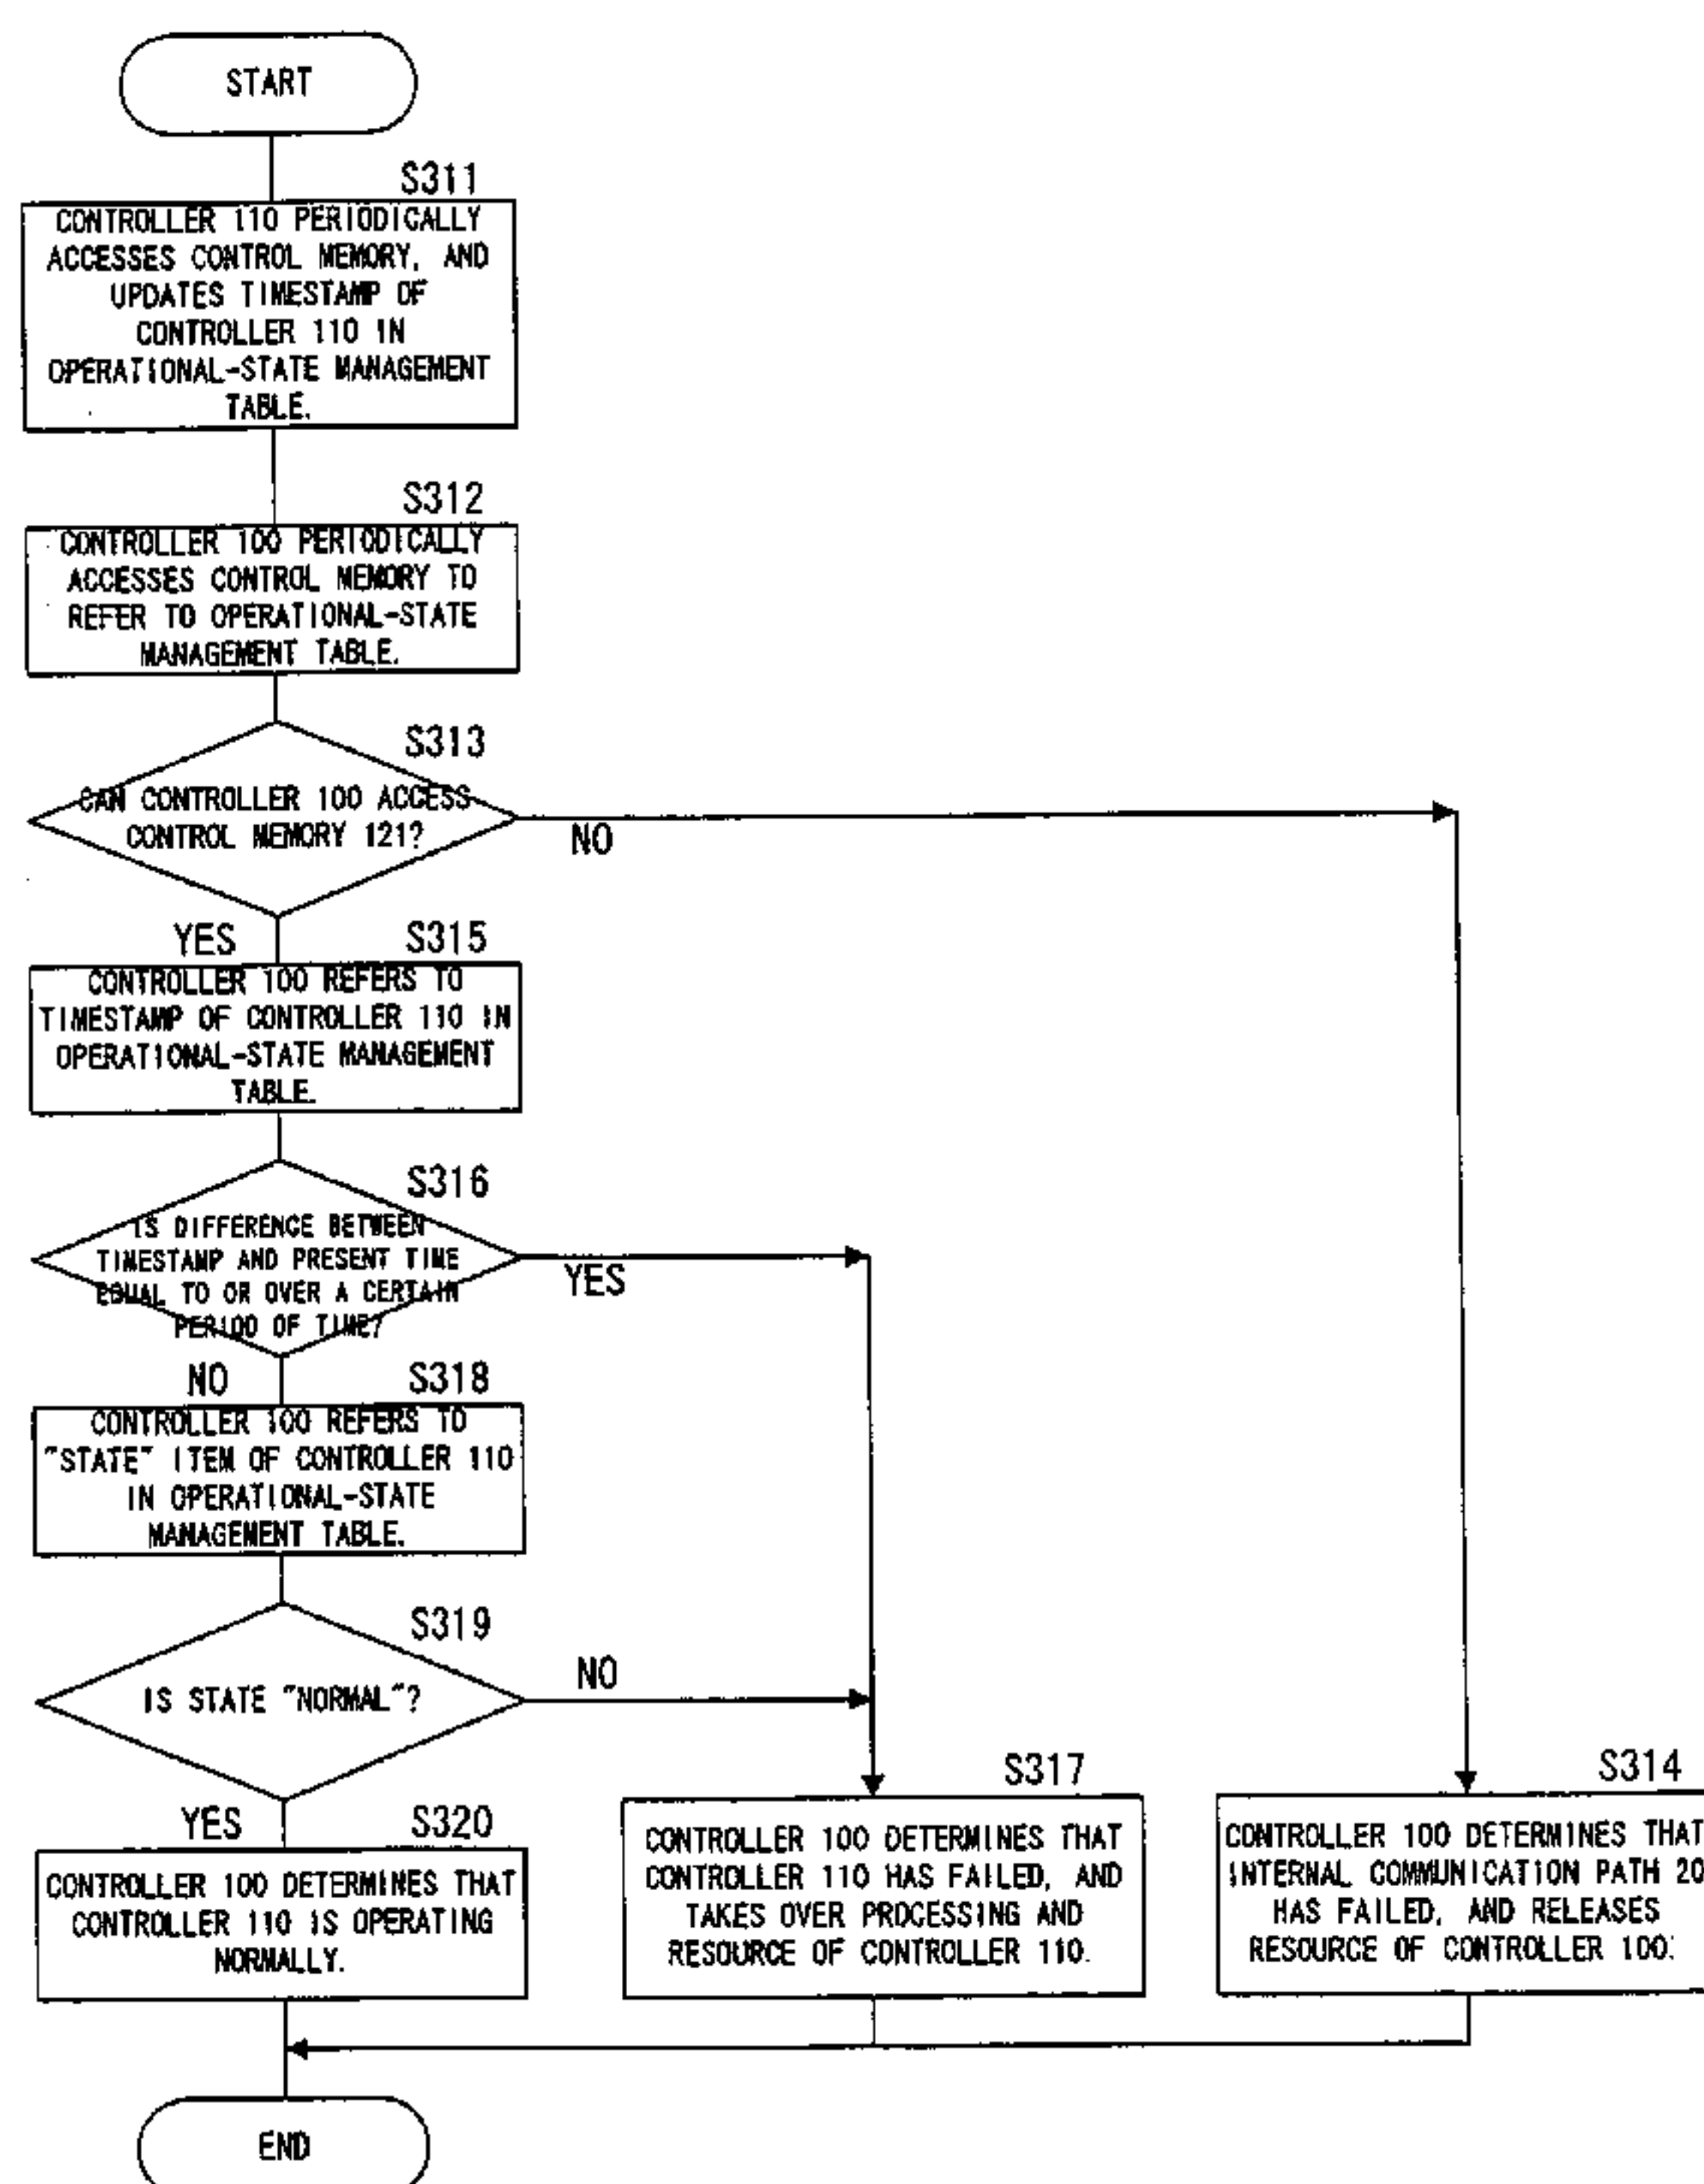 START
S311
CONTROLLER 110 PERIODICALLY
ACCESSES CONTROL MEMORY, AND
UPDATES TIMESTAMP OF
CONTROLLER 110 IN
OPERATIONAL-STATE MANAGEMENT
TABLE.
S312
CONTROLLER 100 PERIODICALLY
ACCESSES CONTROL MEMORY TO
REFER TO OPERATIONAL-STATE
MANAGEMENT TABLE.
S313
CAN CONTROLLER 100 ACCESS
CONTROL MEMORY 121?
NO
YES
S315
CONTROLLER 100 REFERS TO
TIMESTAMP OF CONTROLLER 110 IN
OPERATIONAL-STATE MANAGEMENT
TABLE.
S316
IS DIFFERENCE BETWEEN
TIMESTAMP AND PRESENT TIME
EQUAL TO OR OVER A CERTAIN
PERIOD OF TIME?
YES
NO
S318
CONTROLLER 100 REFERS TO
"STATE" ITEM OF CONTROLLER 110
IN OPERATIONAL-STATE
MANAGEMENT TABLE.
S319
IS STATE "NORMAL"?
NO
YES
S320
CONTROLLER 100 DETERMINES THAT
CONTROLLER 110 IS OPERATING
NORMALLY.
S317
CONTROLLER 100 DETERMINES THAT
CONTROLLER 110 HAS FAILED, AND
TAKES OVER PROCESSING AND
RESOURCE OF CONTROLLER 110.
S314
CONTROLLER 100 DETERMINES THAT
INTERNAL COMMUNICATION PATH 20
HAS FAILED, AND RELEASES
RESOURCE OF CONTROLLER 100.
END